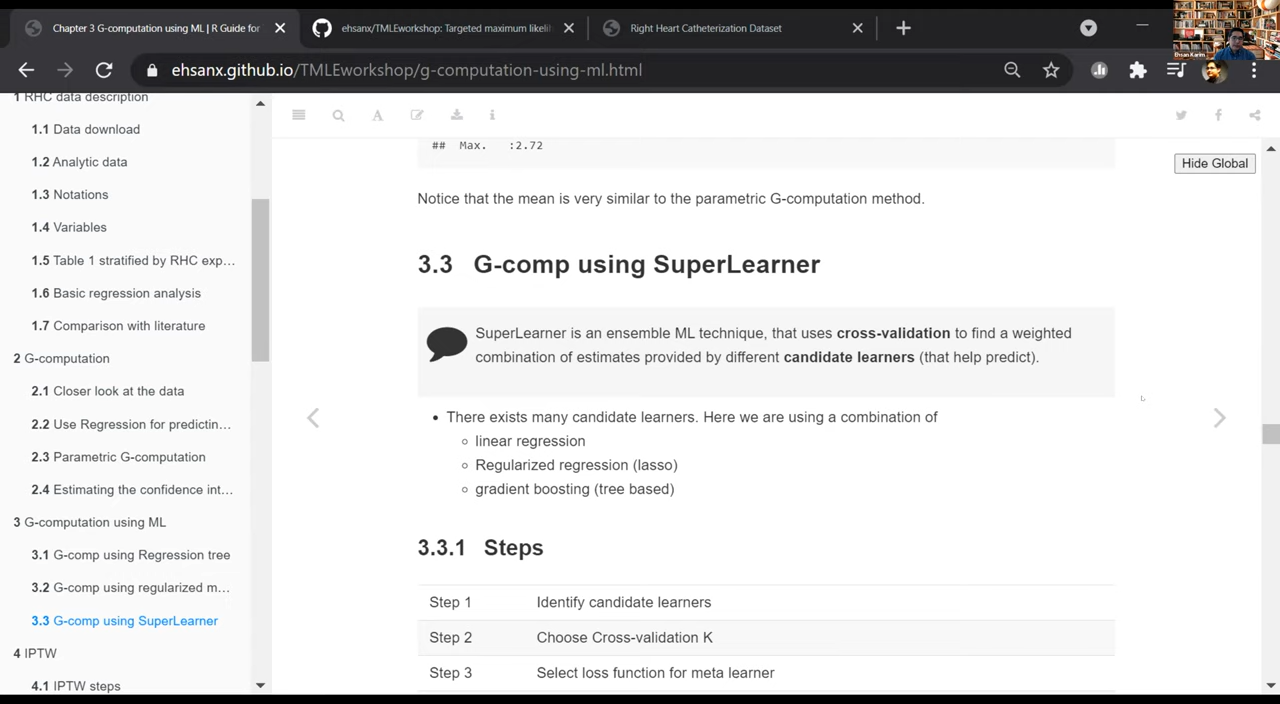 Chapter 3 G-computation using ML | R Guide for
ehsanx/TMLEworkshop: Targeted maximum likeli
Right Heart Catheterization Dataset
ehsanx.github.io/TMLEworkshop/g-computation-using-ml.html
Ehsan Karim
1 RHC data description
1.1 Data download
1.2 Analytic data
1.3 Notations
1.4 Variables
1.5 Table 1 stratified by RHC exp…
1.6 Basic regression analysis
1.7 Comparison with literature
2 G-computation
2.1 Closer look at the data
2.2 Use Regression for predictin…
2.3 Parametric G-computation
2.4 Estimating the confidence int…
3 G-computation using ML
3.1 G-comp using Regression tree
3.2 G-comp using regularized m…
3.3 G-comp using SuperLearner
4 IPTW
4.1 IPTW steps
## Max. :2.72
Hide Global
Notice that the mean is very similar to the parametric G-computation method.
3.3 G-comp using SuperLearner
SuperLearner is an ensemble ML technique, that uses cross-validation to find a weighted
combination of estimates provided by different candidate learners (that help predict).
• There exists many candidate learners. Here we are using a combination of
linear regression
Regularized regression (lasso)
gradient boosting (tree based)
3.3.1 Steps
Step 1 Identify candidate learners
Step 2 Choose Cross-validation K
Step 3 Select loss function for meta learner